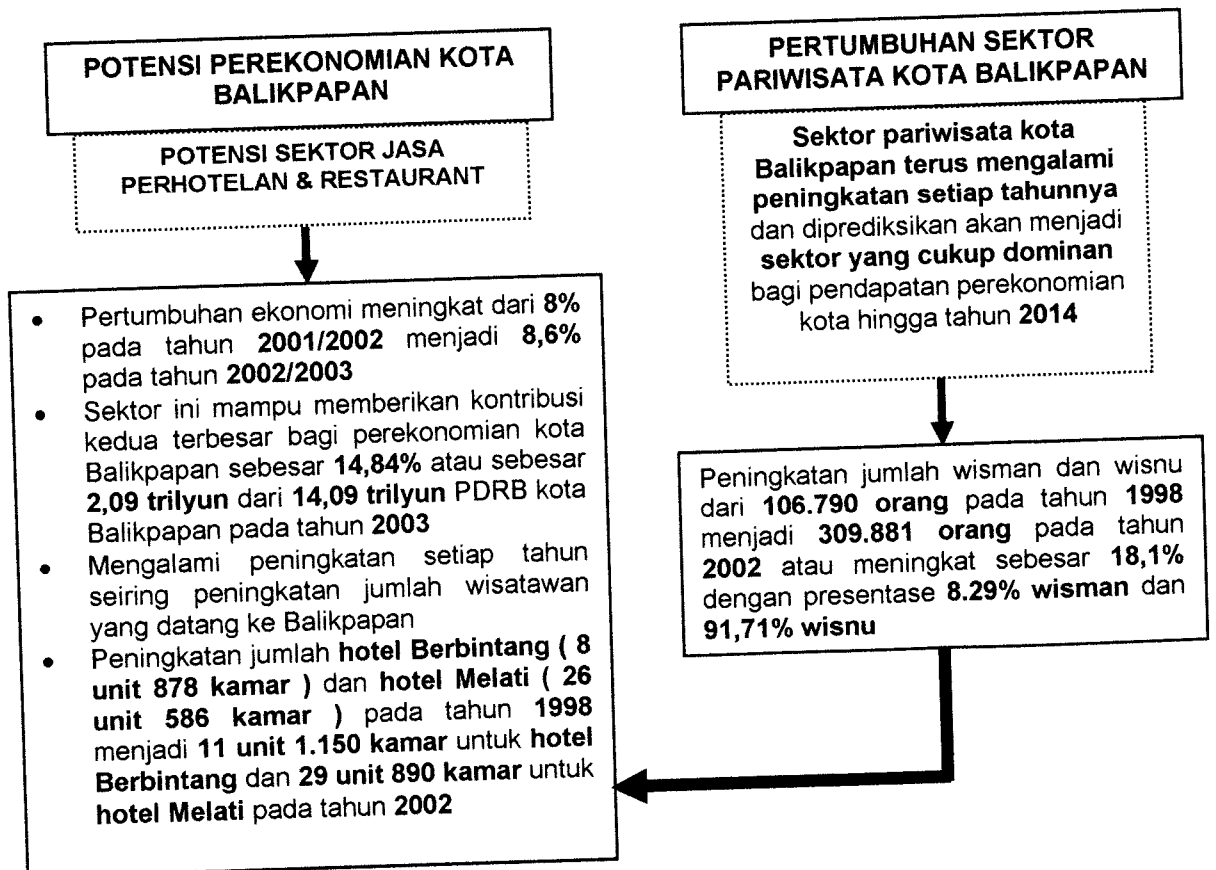 POTENSI PEREKONOMIAN KOTA
BALIKPAPAN
POTENSI SEKTOR JASA
PERHOTELAN & RESTAURANT
• Pertumbuhan ekonomi meningkat dari 8%
pada tahun 2001/2002 menjadi 8,6%
pada tahun 2002/2003
• Sektor ini mampu memberikan kontribusi
kedua terbesar bagi perekonomian kota
Balikpapan sebesar 14,84% atau sebesar
2,09 trilyun dari 14,09 trilyun PDRB kota
Balikpapan pada tahun 2003
• Mengalami peningkatan setiap tahun
seiring peningkatan jumlah wisatawan
yang datang ke Balikpapan
• Peningkatan jumlah hotel Berbintang ( 8
unit 878 kamar ) dan hotel Melati ( 26
unit 586 kamar ) pada tahun 1998
menjadi 11 unit 1.150 kamar untuk hotel
Berbintang dan 29 unit 890 kamar untuk
hotel Melati pada tahun 2002
PERTUMBUHAN SEKTOR
PARIWISATA KOTA BALIKPAPAN
Sektor pariwisata kota
Balikpapan terus mengalami
peningkatan setiap tahunnya
dan diprediksikan akan menjadi
sektor yang cukup dominan
bagi pendapatan perekonomian
kota hingga tahun 2014
Peningkatan jumlah wisman dan wisnu
dari 106.790 orang pada tahun 1998
menjadi 309.881 orang pada tahun
2002 atau meningkat sebesar 18,1%
dengan presentase 8.29% wisman dan
91,71% wisnu